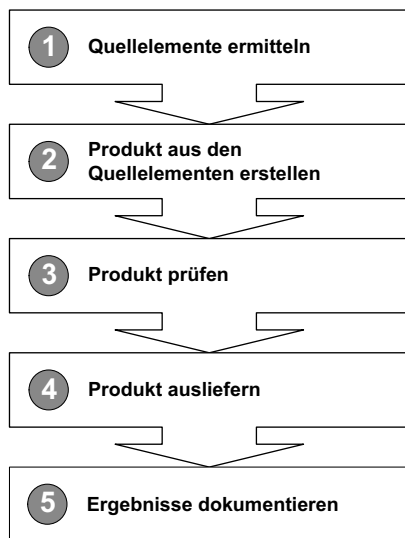 1 Quellelemente ermitteln
2 Produkt aus den
Quellelementen erstellen
3 Produkt prüfen
4 Produkt ausliefern
5 Ergebnisse dokumentieren